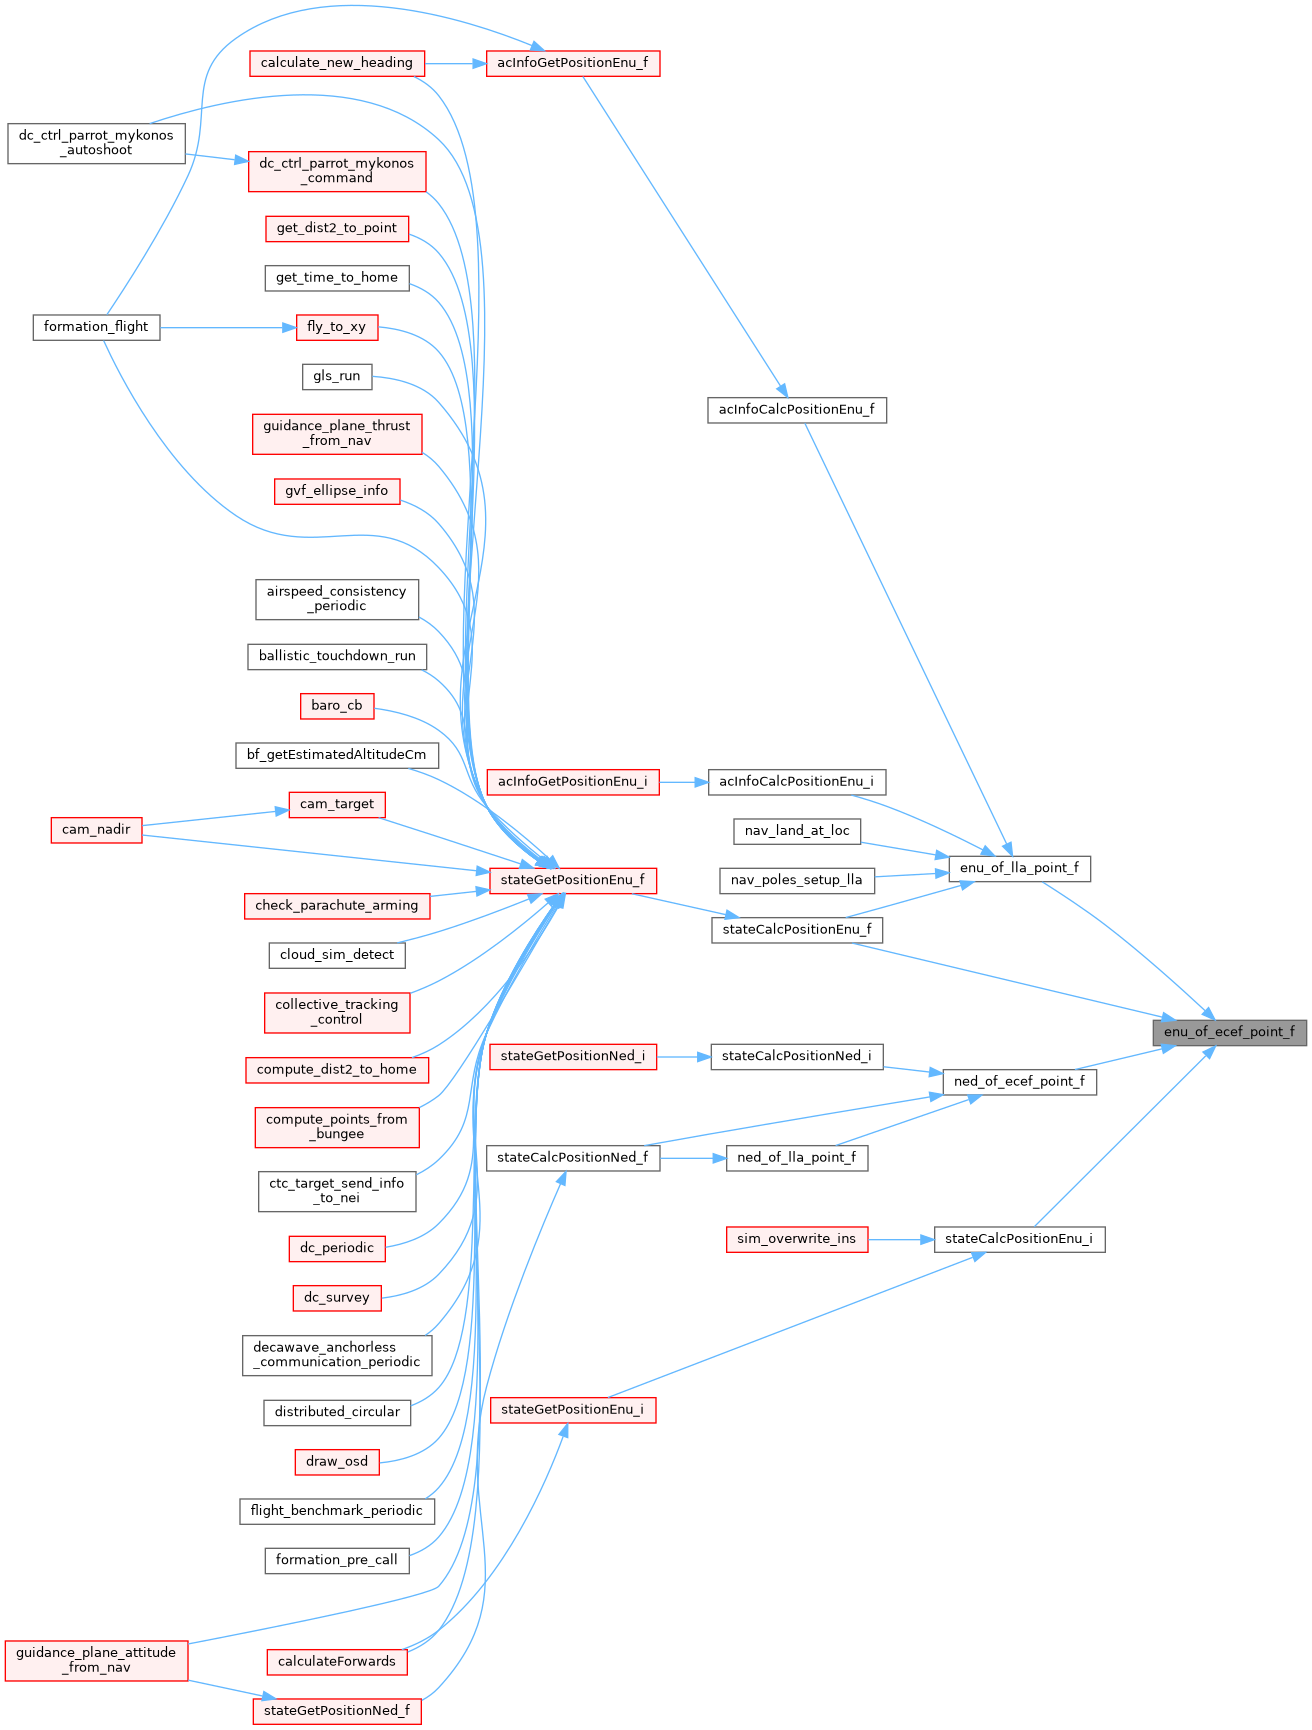 calculate_new_heading
acInfoGetPositionEnu_f
dc_ctrl_parrot_mykonos
_autoshoot
dc_ctrl_parrot_mykonos
_command
get_dist2_to_point
get_time_to_home
formation_flight
fly_to_xy
gls_run
acInfoCalcPositionEnu_f
guidance_plane_thrust
_from_nav
gvf_ellipse_info
airspeed_consistency
_periodic
ballistic_touchdown_run
baro_cb
bf_getEstimatedAltitudeCm
acInfoGetPositionEnu_i
acInfoCalcPositionEnu_i
cam_target
cam_nadir
nav_land_at_loc
enu_of_lla_point_f
stateGetPositionEnu_f
nav_poles_setup_lla
check_parachute_arming
stateCalcPositionEnu_f
cloud_sim_detect
collective_tracking
_control
enu_of_ecef_point_f
compute_dist2_to_home
stateGetPositionNed_i
stateCalcPositionNed_i
ned_of_ecef_point_f
compute_points_from
_bungee
stateCalcPositionNed_f
ned_of_lla_point_f
ctc_target_send_info
_to_nei
dc_periodic
sim_overwrite_ins
stateCalcPositionEnu_i
dc_survey
decawave_anchorless
_communication_periodic
distributed_circular
stateGetPositionEnu_i
draw_osd
flight_benchmark_periodic
formation_pre_call
guidance_plane_attitude
_from_nav
calculateForwards
stateGetPositionNed_f